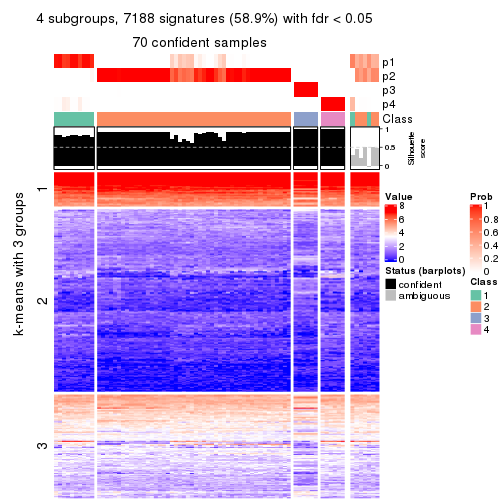 4 subgroups, 7188 signatures (58.9%) with fdr < 0.05
70 confident samples
p1
p2
p3
p4
Class
1
0.5
0
Silhouette
score
k-means with 3 groups
1
2
3
Value
8
6
4
2
0
Status (barplots)
confident
ambiguous
Prob
1
0.8
0.6
0.4
0.2
0
Class
1
2
3
4